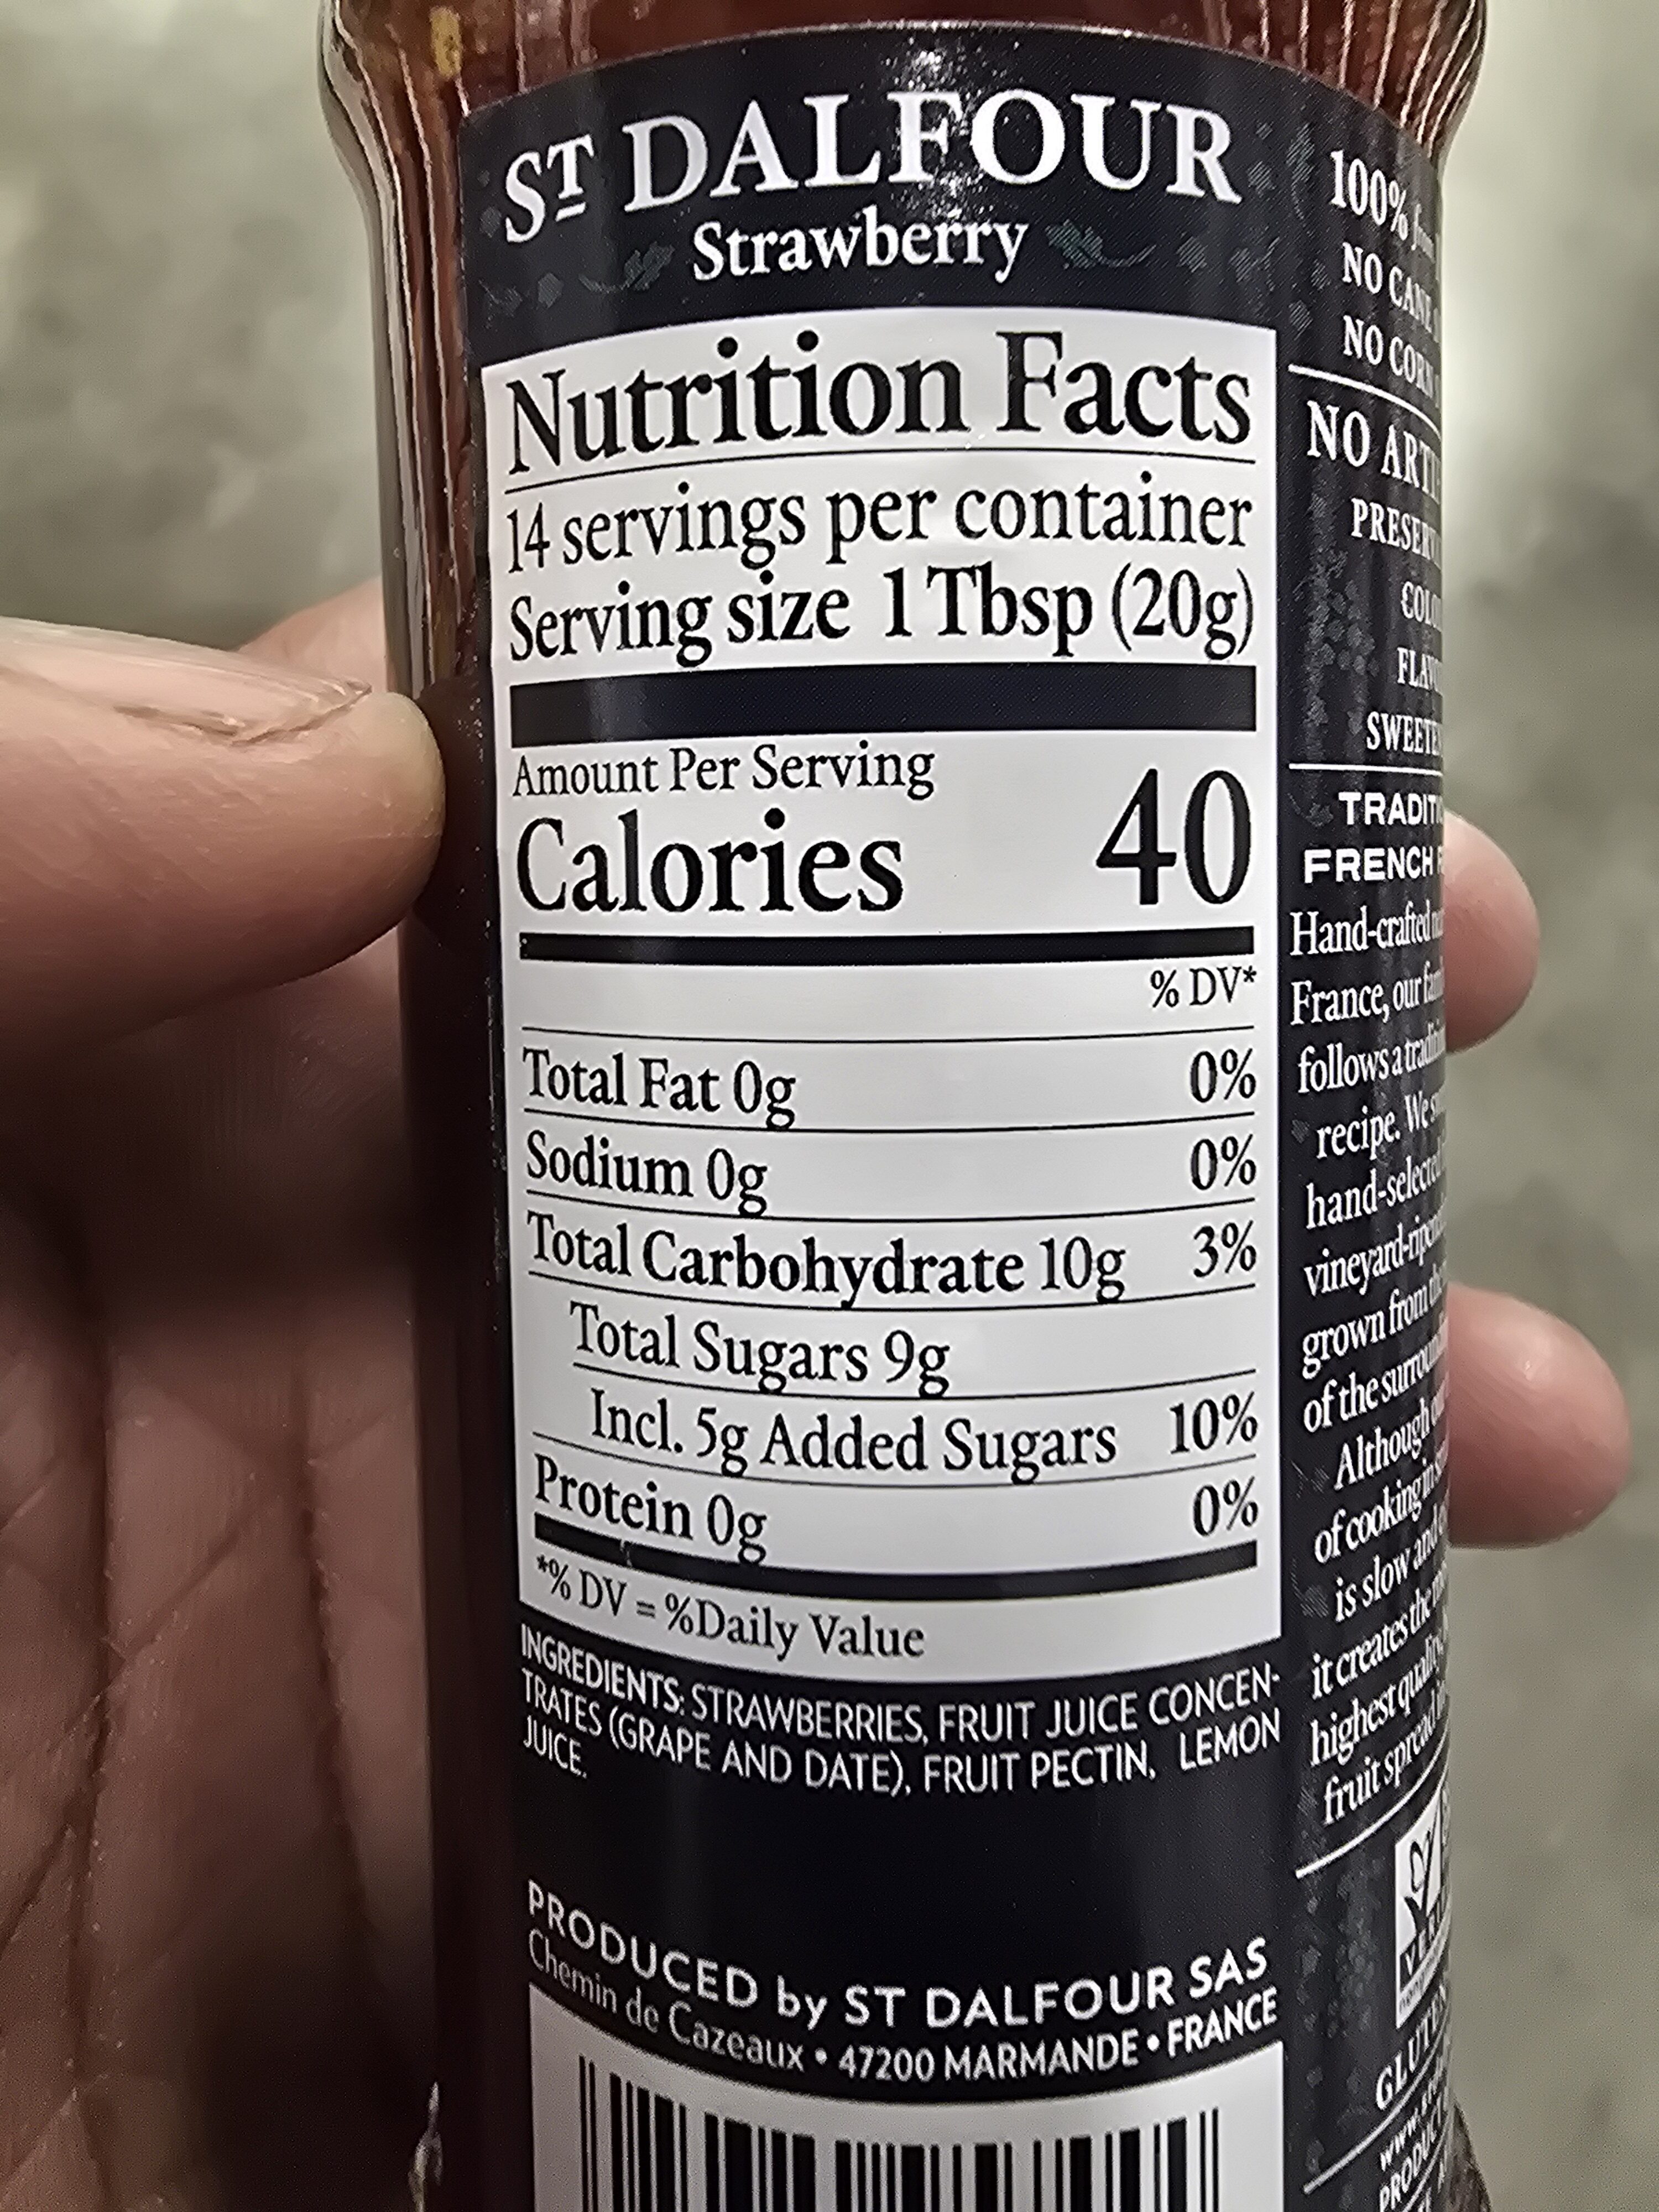 ST DALFOUR
Strawberry
Nutrition Facts
14 servings per container
Serving size 1 Tbsp (20g)
Amount Per Serving
Calories 40
% DV*
Total Fat 0g 0%
Sodium 0g 0%
Total Carbohydrate 10g 3%
Total Sugars 9g
Incl. 5g Added Sugars 10%
Protein 0g 0%
*% DV = %Daily Value
INGREDIENTS: STRAWBERRIES, FRUIT JUICE CONCEN-
TRATES (GRAPE AND DATE), FRUIT PECTIN, LEMON
JUICE.
PRODUCED by ST DALFOUR SAS
Chemin de Cazeaux • 47200 MARMANDE • FRANCE
100%
NO CANE
NO CORN
NO
FRENCH
Hand-crafted
France, our
follows a
recipe. We
grown from
of the
Although
of cooking
is slow and
it creates the
highest
fruit spread